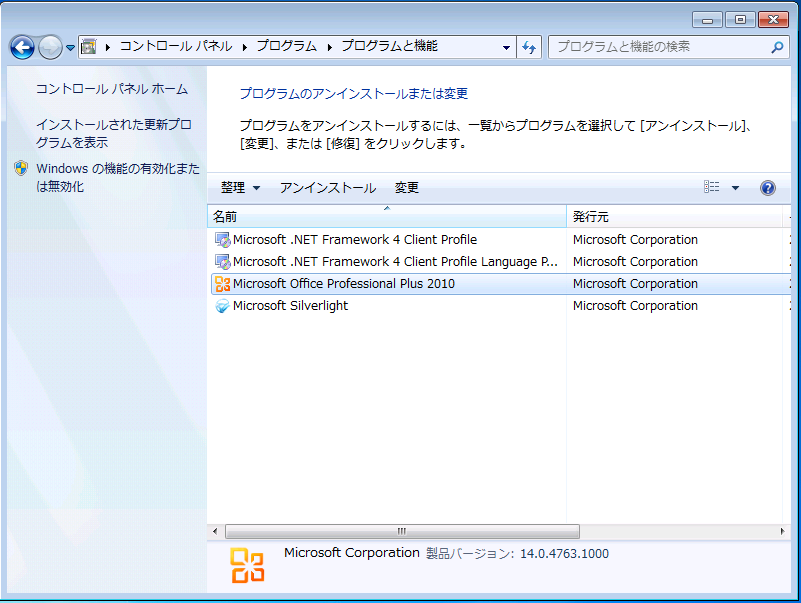 コントロール パネル ▸ プログラム ▸ プログラムと機能
プログラムと機能の検索
コントロール パネル ホーム
インストールされた更新プロ
グラムを表示
Windows の機能の有効化また
は無効化
プログラムのアンインストールまたは変更
プログラムをアンインストールするには、一覧からプログラムを選択して [アンインストール]、
[変更]、または [修復] をクリックします。
整理 アンインストール 変更
名前 発行元
Microsoft .NET Framework 4 Client Profile Microsoft Corporation
Microsoft .NET Framework 4 Client Profile Language P... Microsoft Corporation
Microsoft Office Professional Plus 2010 Microsoft Corporation
Microsoft Silverlight Microsoft Corporation
Microsoft Corporation 製品バージョン: 14.0.4763.1000